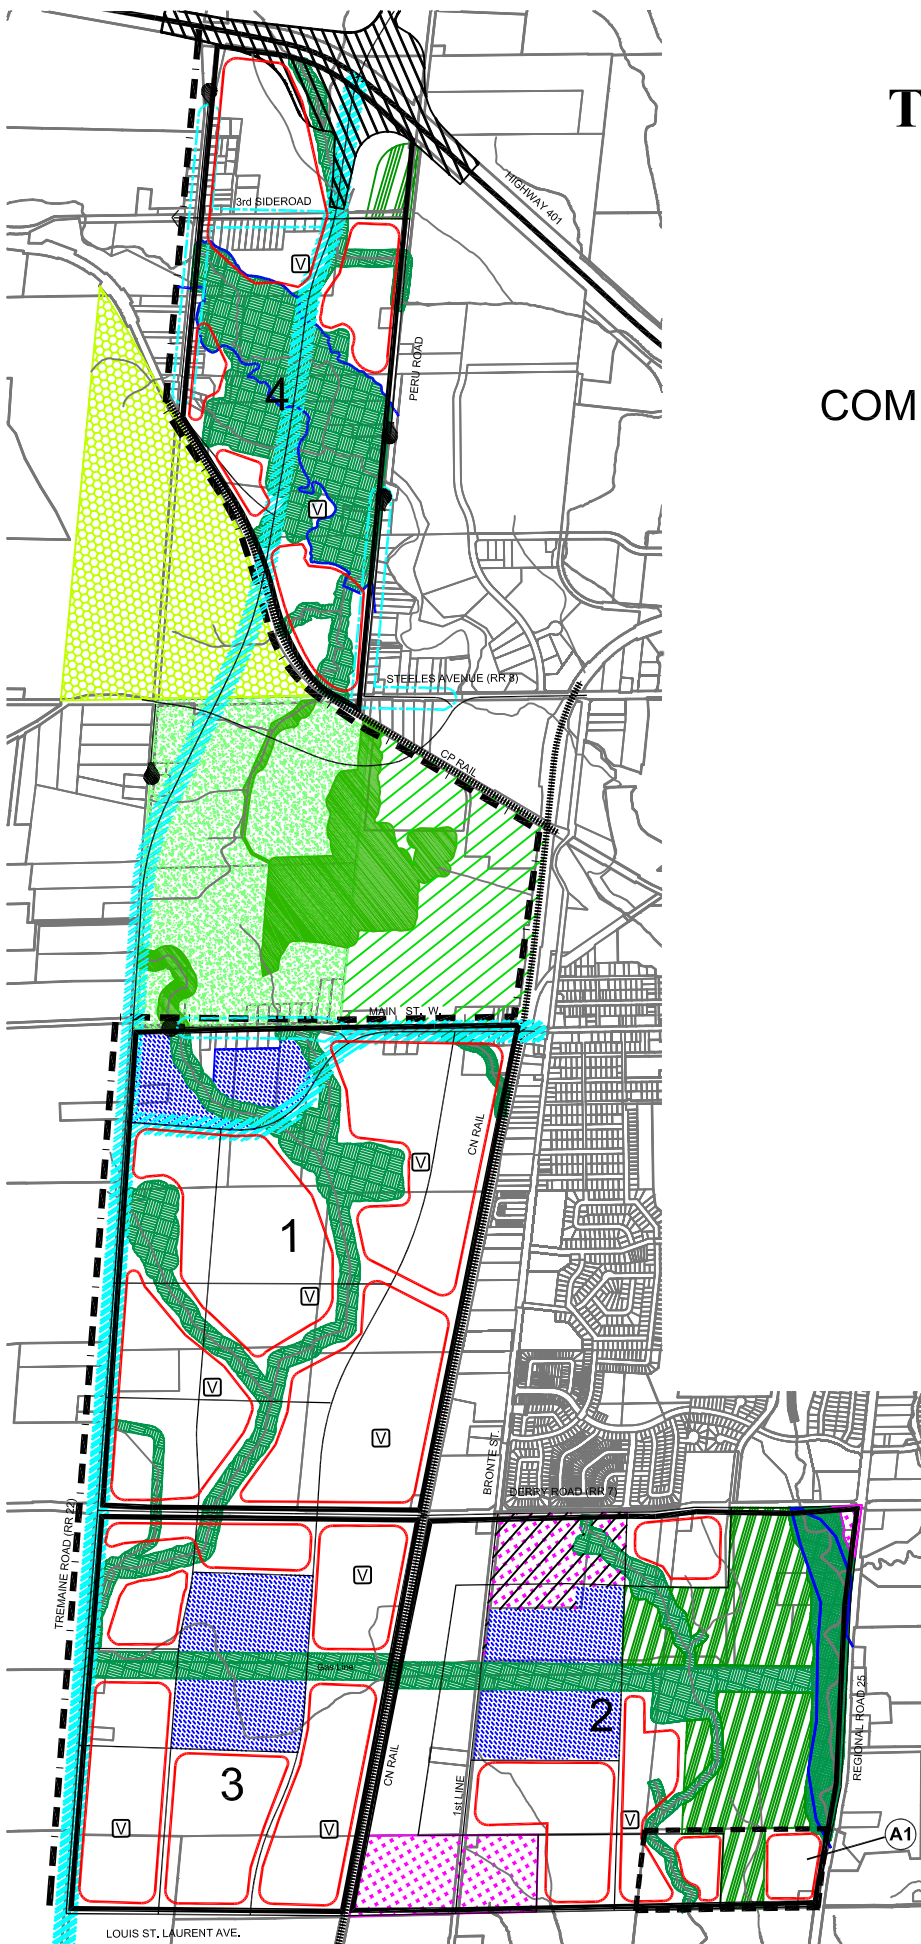 T
HIGHWAY 401
3rd SIDEROAD
V
PERU ROAD
COM
4
V
STEELES AVENUE (RR 8)
CP RAIL
MAIN ST. W.
CN RAIL
V
1
V
V
V
BRONTE ST.
DERRY ROAD (RR 7)
TREMAINE ROAD (RR 22)
V
Gas Line
2
REGIONAL ROAD 25
CN RAIL
3
1st LINE
V
V
V
A1
LOUIS ST. LAURENT AVE.